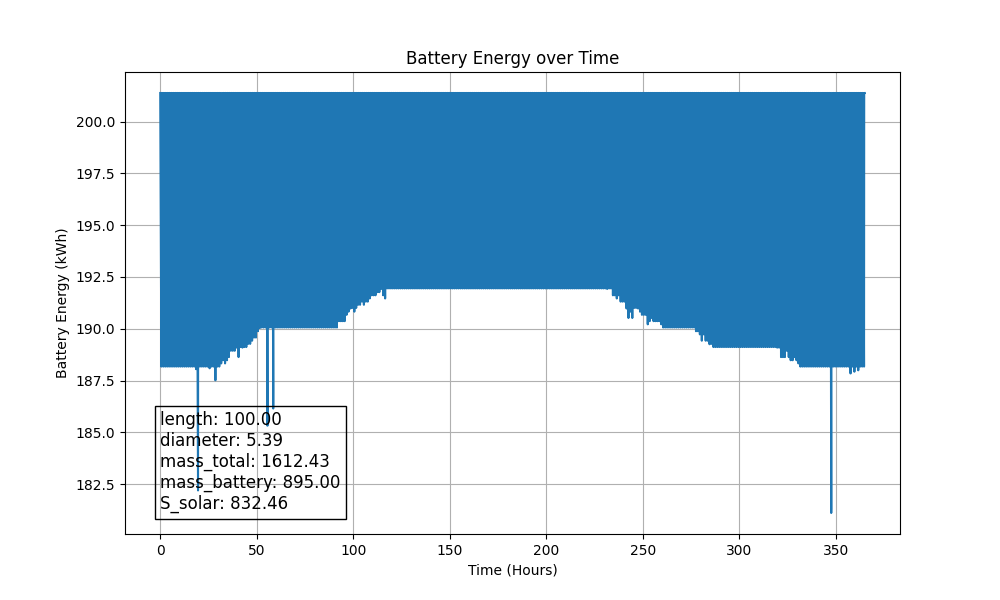 Battery Energy over Time
Battery Energy (kWh)
200.0
197.5
195.0
192.5
190.0
187.5
185.0
182.5
length: 100.00
diameter: 5.39
mass_total: 1612.43
mass_battery: 895.00
S_solar: 832.46
0 50 100 150 200 250 300 350
Time (Hours)